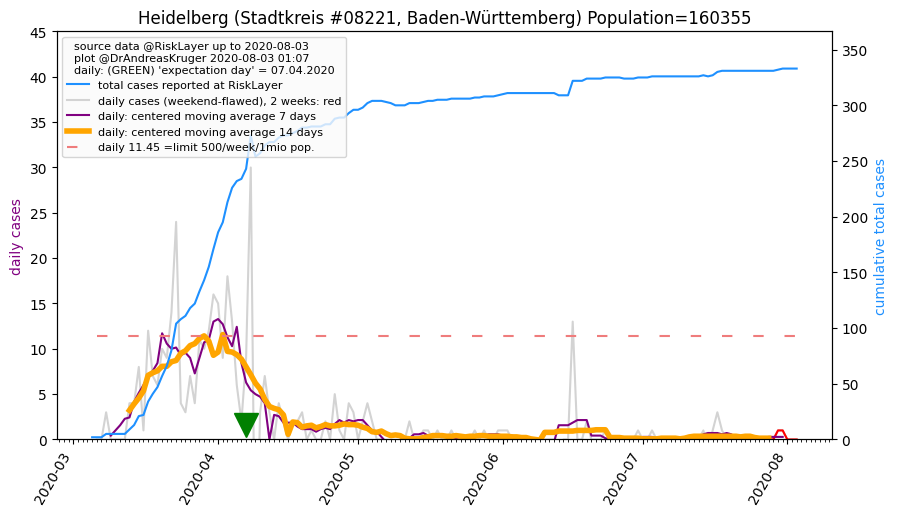 Heidelberg (Stadtkreis #08221, Baden-Württemberg) Population=160355
source data @RiskLayer up to 2020-08-03
plot @DrAndreasKruger 2020-08-03 01:07
daily: (GREEN) 'expectation day' = 07.04.2020
total cases reported at RiskLayer
daily cases (weekend-flawed), 2 weeks: red
daily: centered moving average 7 days
daily: centered moving average 14 days
daily 11.45 =limit 500/week/1mio pop.
daily cases
45
40
35
30
25
20
15
10
5
0
350
300
250
200
150
100
50
0
cumulative total cases
2020-03
2020-04
2020-05
2020-06
2020-07
2020-08